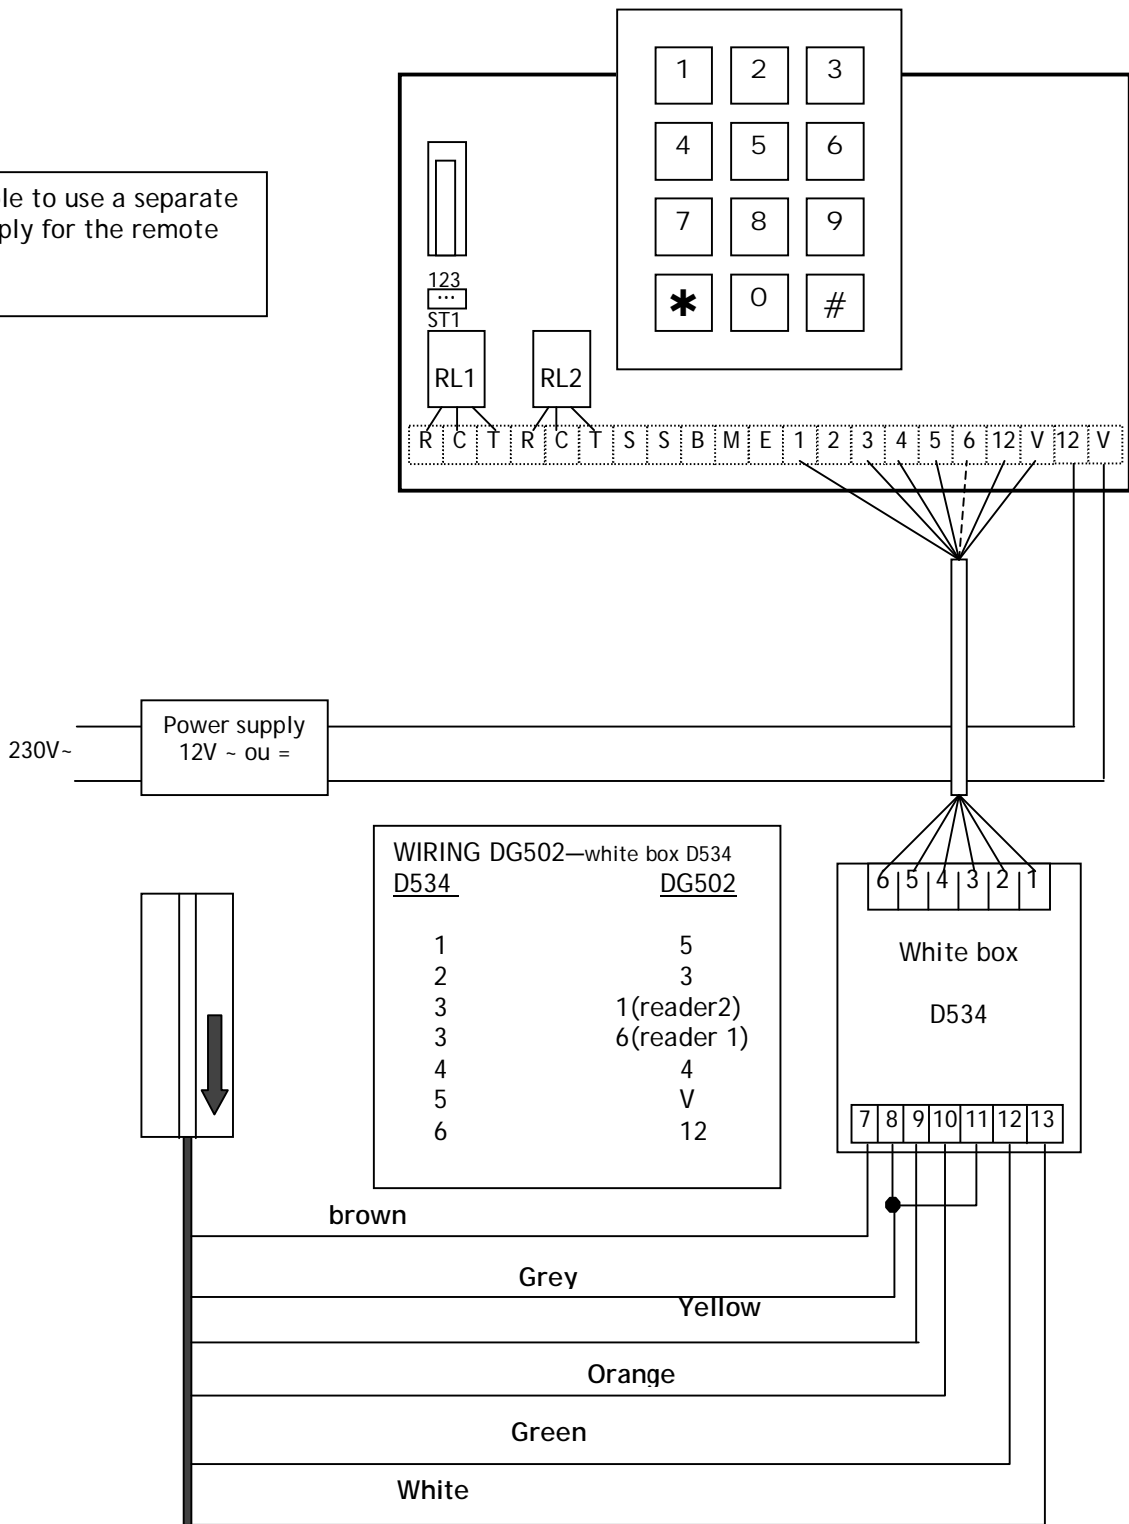 1 2 3
4 5 6
7 8 9
* 0 #
le to use a separate
ply for the remote
123
...
ST1
RL1 RL2
R C T R C T S S B M E 1 2 3 4 5 6 12 V 12 V
230V~
Power supply
12V ~ ou =
WIRING DG502—white box D534
D534 DG502
1 5
2 3
3 1(reader2)
3 6(reader 1)
4 4
5 V
6 12
6 5 4 3 2 1
White box
D534
7 8 9 10 11 12 13
brown
Grey
Yellow
Orange
Green
White